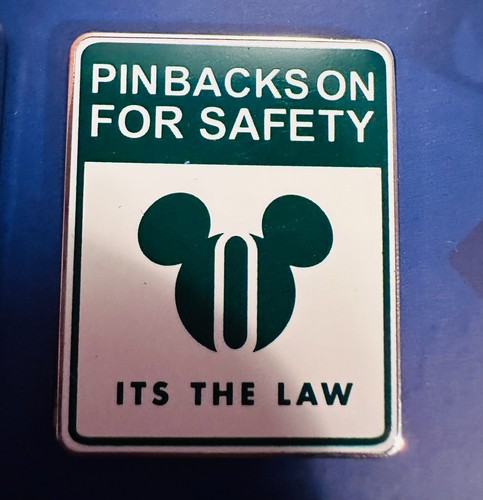 PINBACKS ON
FOR SAFETY
ITS THE LAW